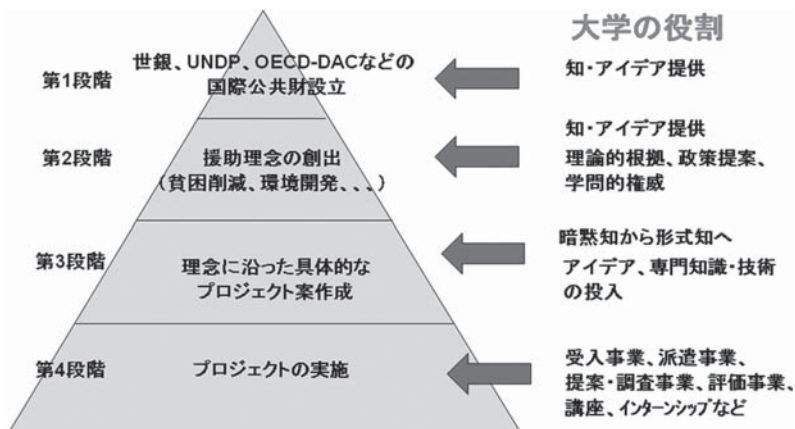 大学の役割
第1段階
世銀、UNDP、OECD-DACなどの
国際公共財設立
知・アイデア提供
第2段階
援助理念の創出
(貧困削減、環境開発、、、)
知・アイデア提供
理論的根拠、政策提案、
学問的権威
第3段階
理念に沿った具体的な
プロジェクト案作成
暗黙知から形式知へ
アイデア、専門知識・技術
の投入
第4段階
プロジェクトの実施
受入事業、派遣事業、
提案・調査事業、評価事業、
講座、インターンシップなど